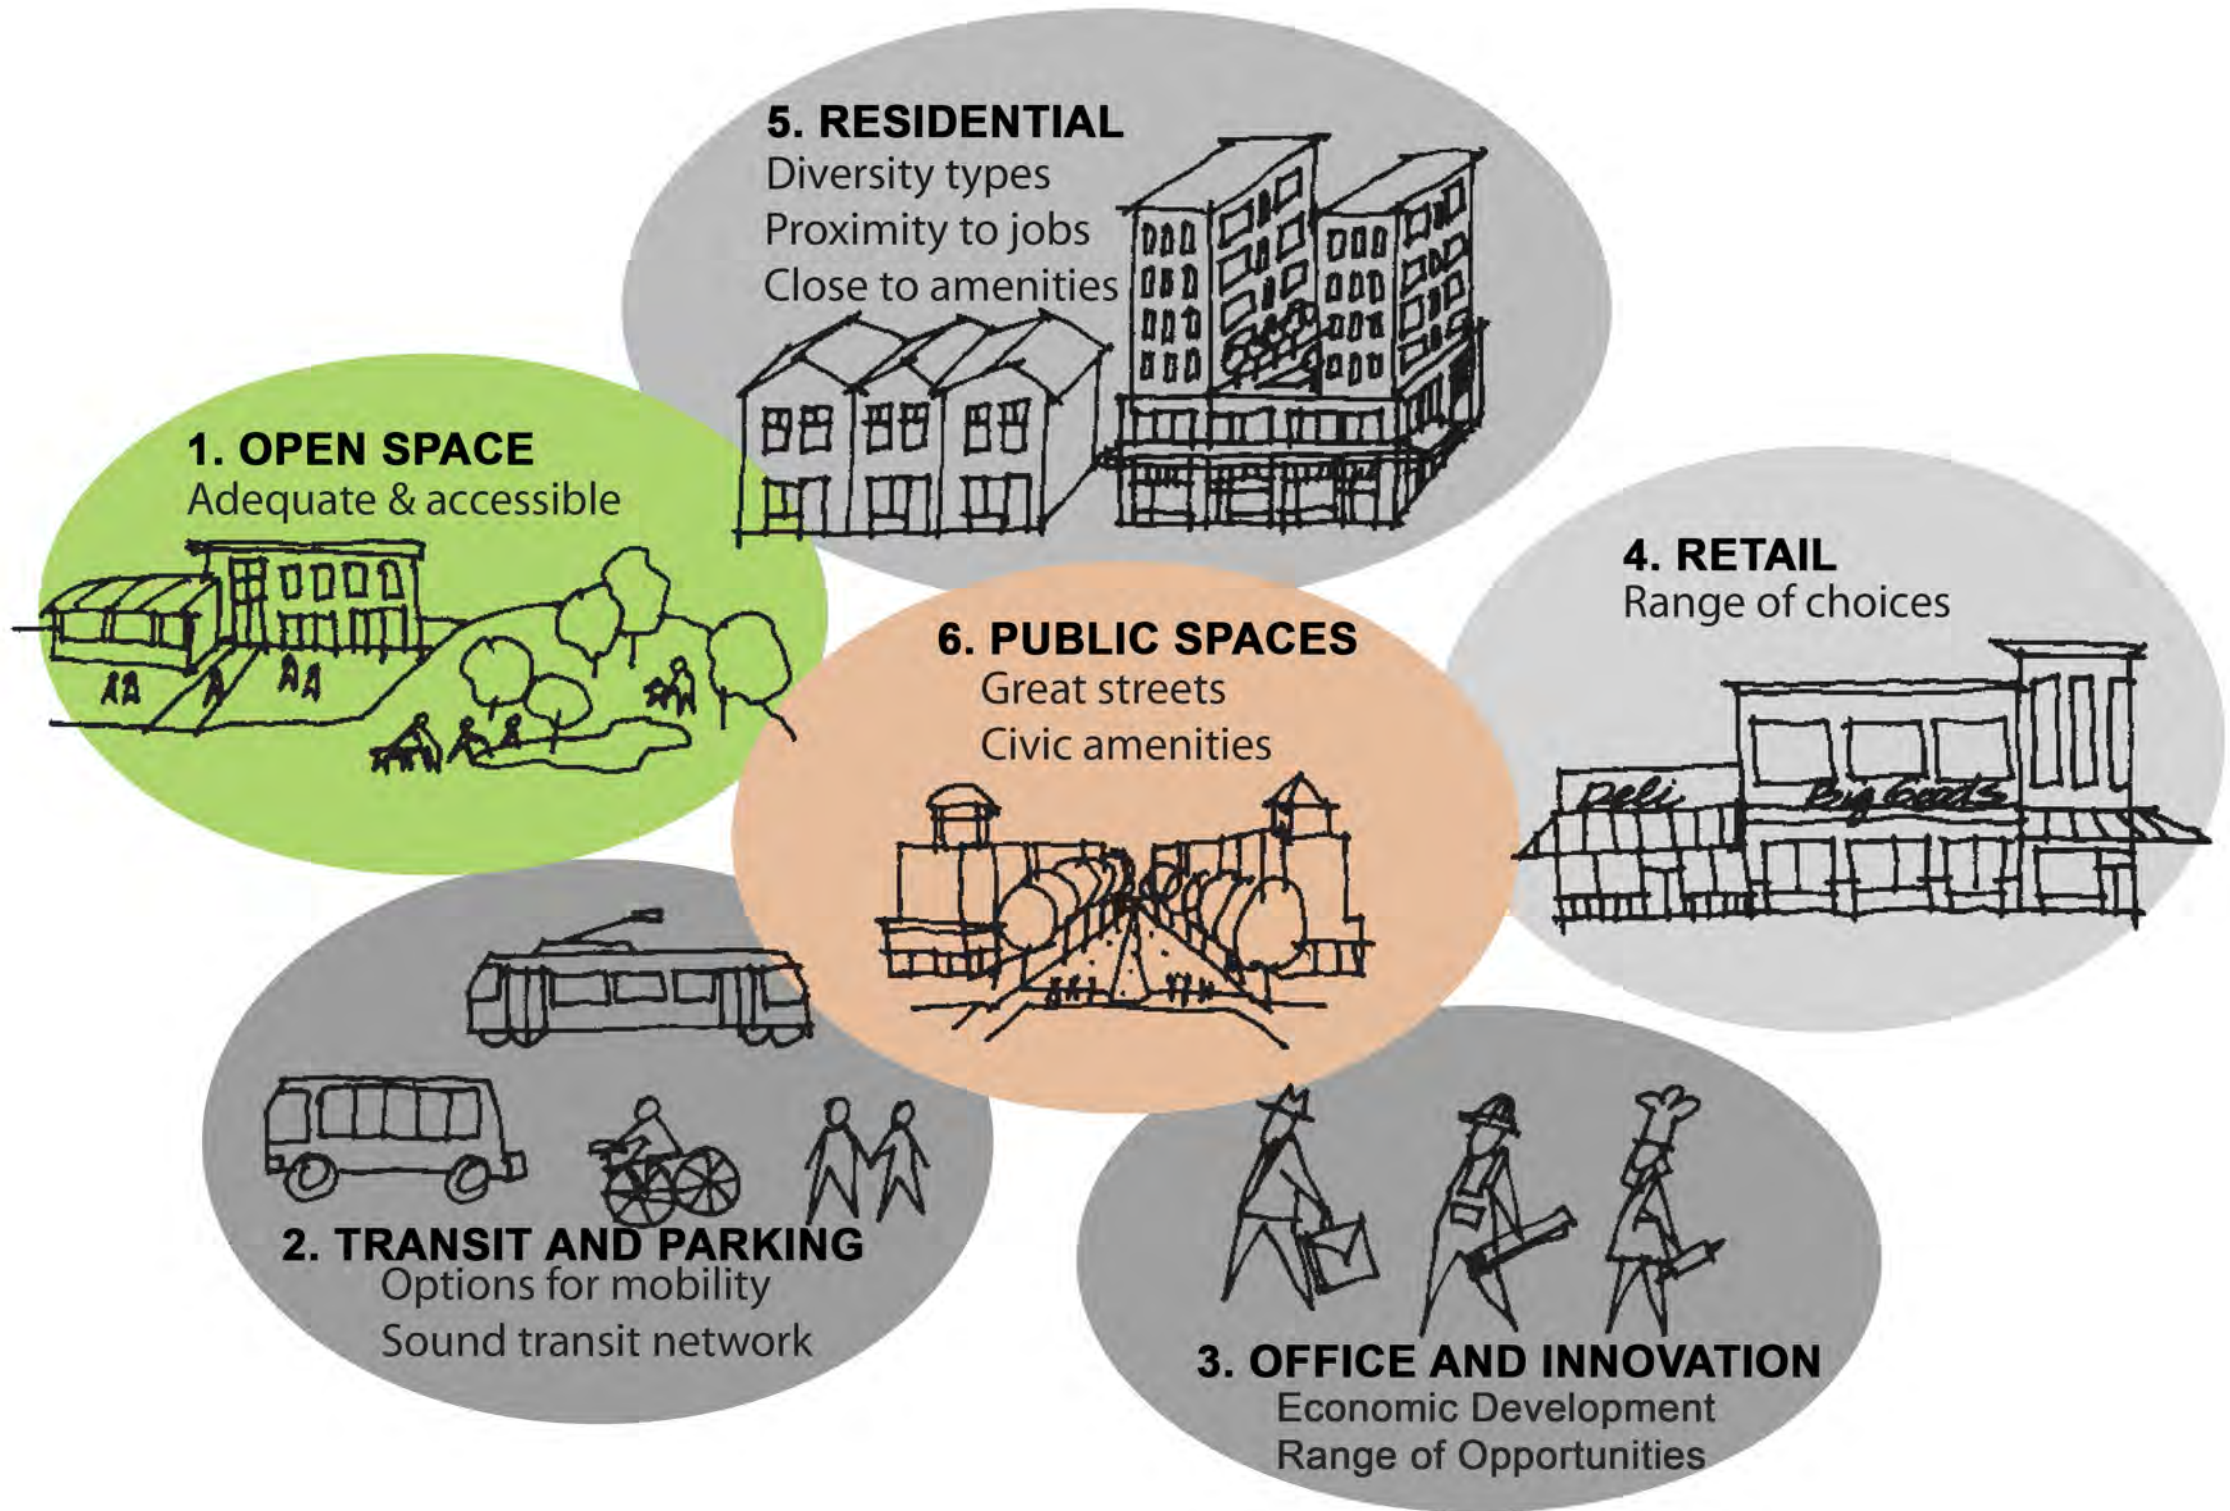 5. RESIDENTIAL
Diversity types
Proximity to jobs
Close to amenities
1. OPEN SPACE
Adequate & accessible
4. RETAIL
Range of choices
Deli
Big Goods
6. PUBLIC SPACES
Great streets
Civic amenities
2. TRANSIT AND PARKING
Options for mobility
Sound transit network
3. OFFICE AND INNOVATION
Economic Development
Range of Opportunities